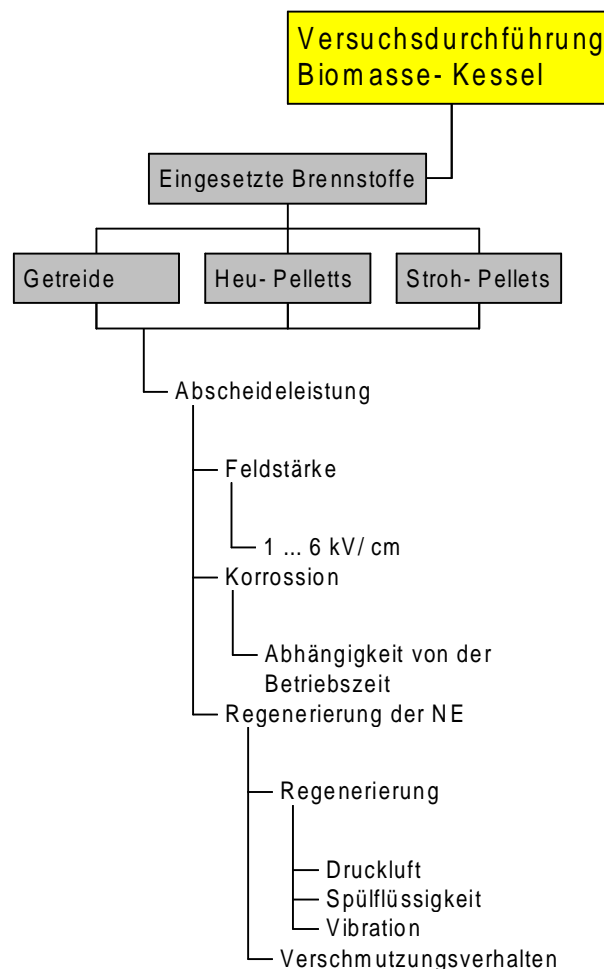 Versuchsdurchführung
Biomasse- Kessel
Eingesetzte Brennstoffe
Getreide
Heu- Pelletts
Stroh- Pellets
Abscheideleistung
Feldstärke
1 ... 6 kV/ cm
Korrossion
Abhängigkeit von der
Betriebszeit
Regenerierung der NE
Regenerierung
Druckluft
Spülflüssigkeit
Vibration
Verschmutzungsverhalten